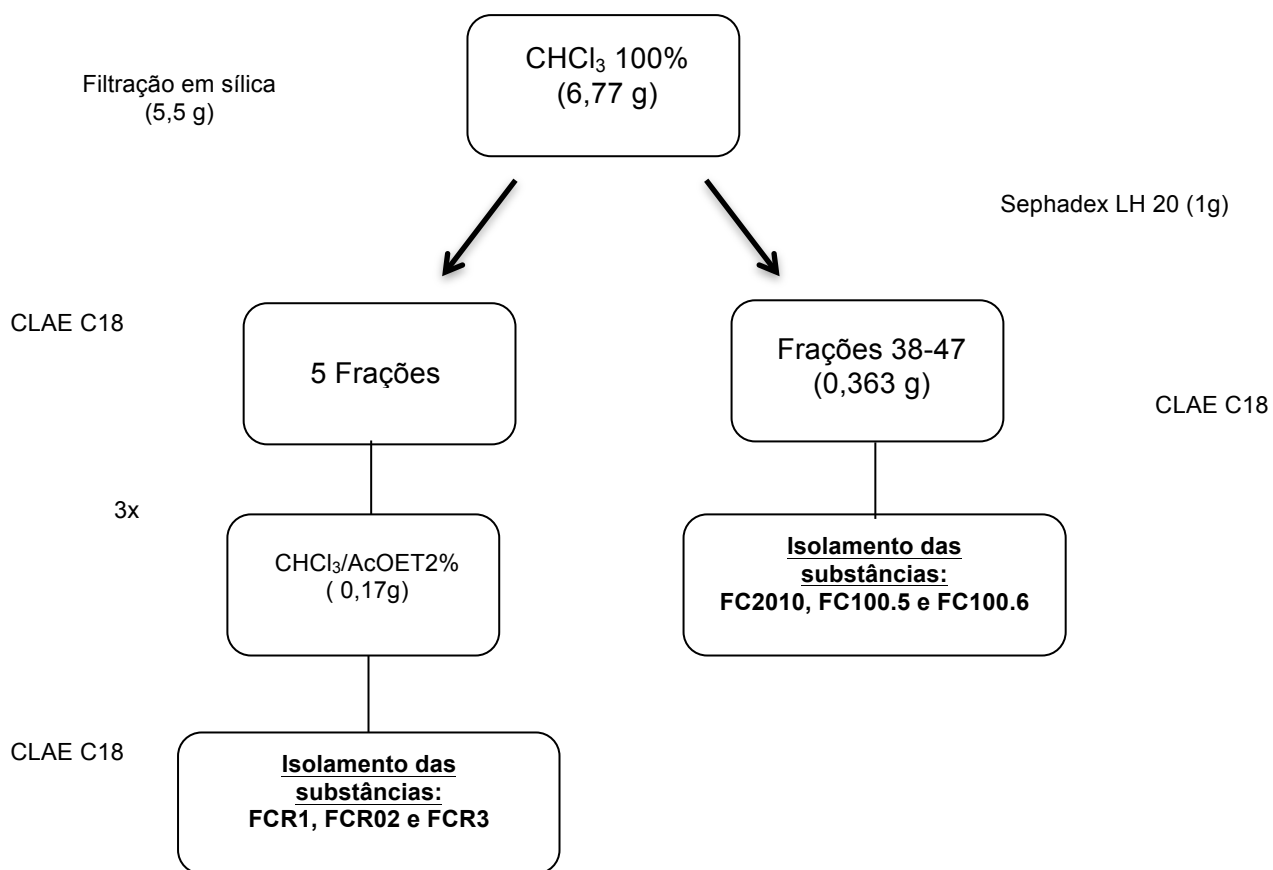 CHCl₃ 100%
(6,77 g)
Filtração em sílica
(5,5 g)
Sephadex LH 20 (1g)
CLAE C18
5 Frações
Frações 38-47
(0,363 g)
CLAE C18
3x
CHCl₃/AcOET2%
( 0,17g)
Isolamento das
substâncias:
FC2010, FC100.5 e FC100.6
CLAE C18
Isolamento das
substâncias:
FCR1, FCR02 e FCR3